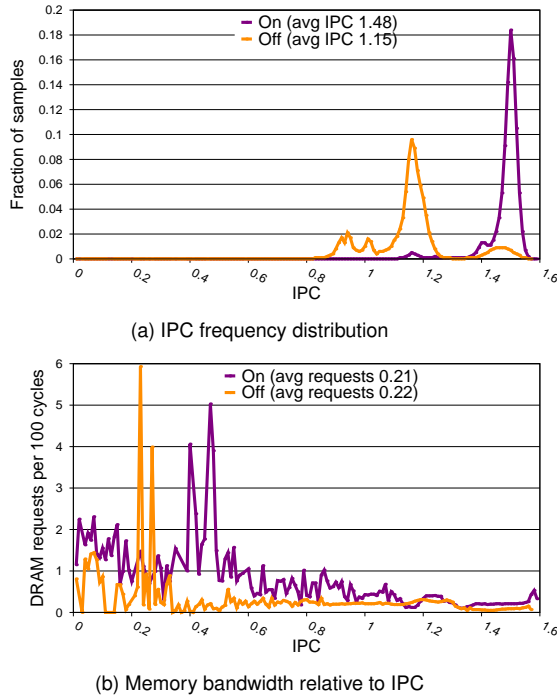 On (avg IPC 1.48)
Off (avg IPC 1.15)
Fraction of samples
0.2
0.18
0.16
0.14
0.12
0.1
0.08
0.06
0.04
0.02
0
0 0.2 0.4 0.6 0.8 1 1.2 1.4 1.6
IPC
(a) IPC frequency distribution
On (avg requests 0.21)
Off (avg requests 0.22)
DRAM requests per 100 cycles
6
5
4
3
2
1
0
0 0.2 0.4 0.6 0.8 1 1.2 1.4 1.6
IPC
(b) Memory bandwidth relative to IPC